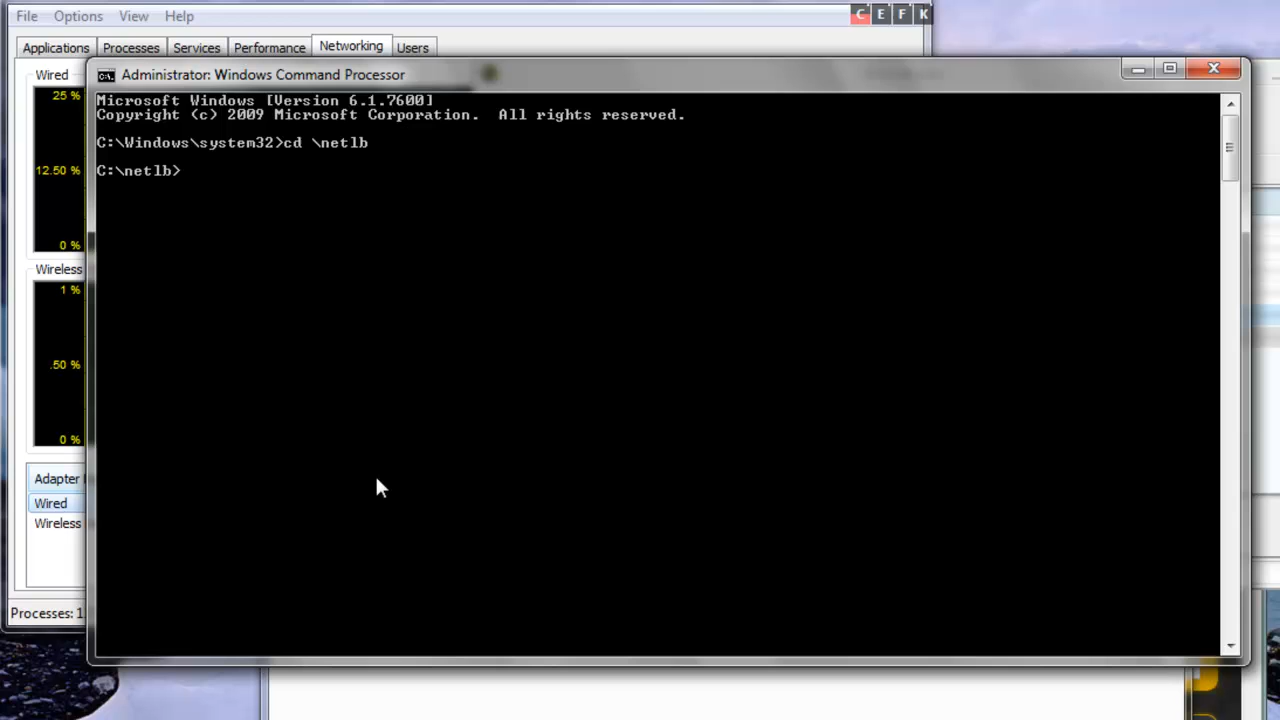 File Options View Help
C E F K
Applications Processes Services Performance Networking Users
Wired
25 %
12.50 %
0 %
Wireless
1 %
.50 %
0 %
Adapter
Wired
Wireless
Processes: 1
Administrator: Windows Command Processor
Microsoft Windows [Version 6.1.7600]
Copyright (c) 2009 Microsoft Corporation.  All rights reserved.
C:\Windows\system32>cd \netlb
C:\netlb>